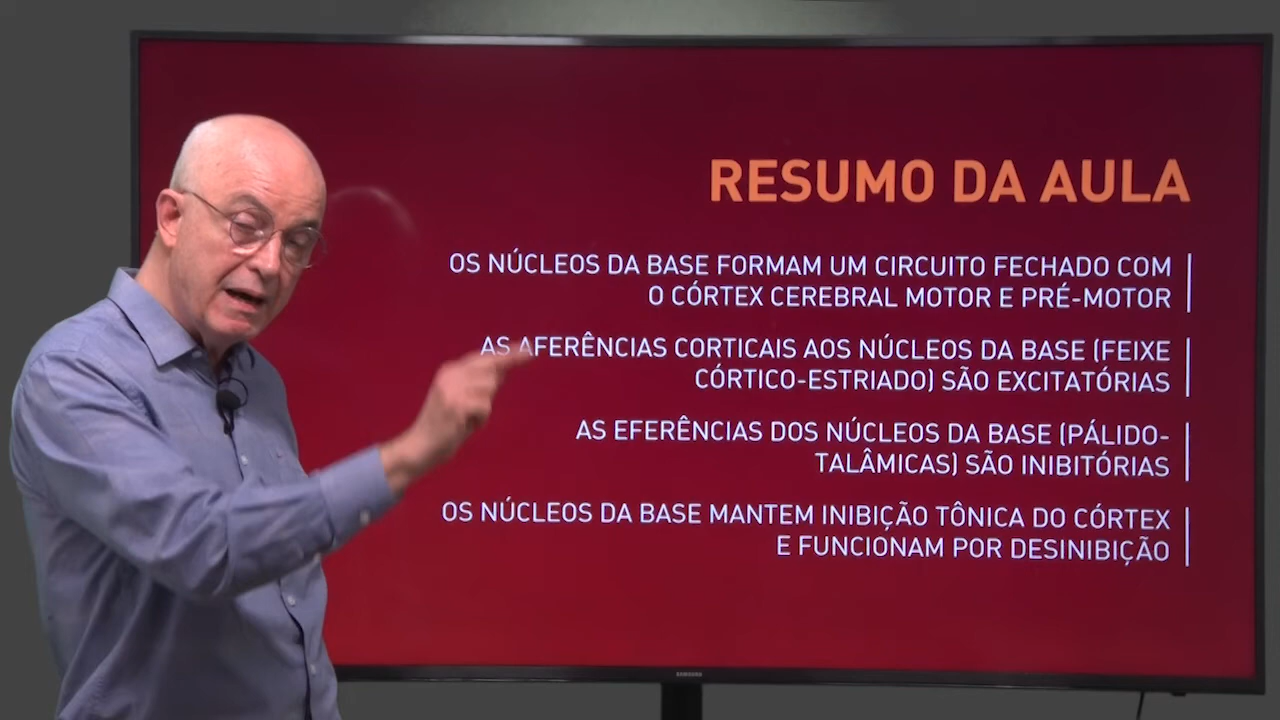 RESUMO DA AULA
OS NÚCLEOS DA BASE FORMAM UM CIRCUITO FECHADO COM
O CÓRTEX CEREBRAL MOTOR E PRÉ-MOTOR
AS AFERÊNCIAS CORTICAIS AOS NÚCLEOS DA BASE (FEIXE
CÓRTICO-ESTRIADO) SÃO EXCITATÓRIAS
AS EFERÊNCIAS DOS NÚCLEOS DA BASE (PÁLIDO-
TALÂMICAS) SÃO INIBITÓRIAS
OS NÚCLEOS DA BASE MANTEM INIBIÇÃO TÔNICA DO CÓRTEX
E FUNCIONAM POR DESINIBIÇÃO
SAMSUNG